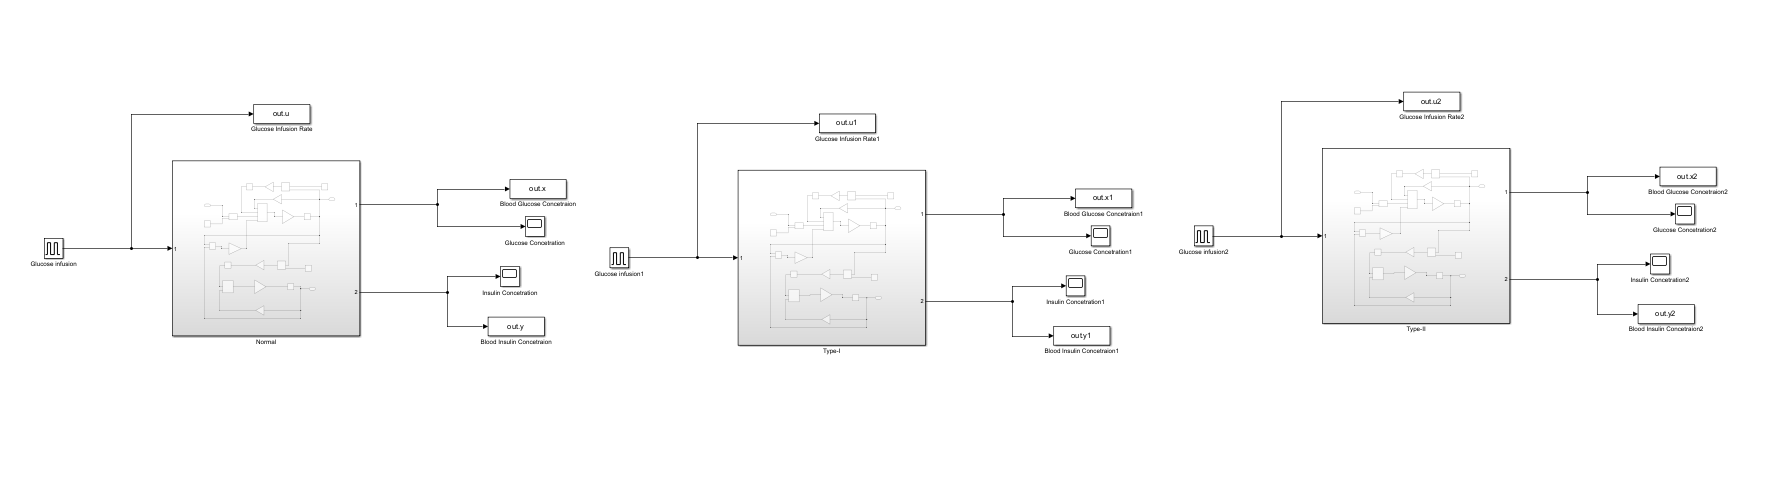 out.u
Glucose Infusion Rate
Glucose infusion
1
1
2
Normal
out.x
Blood Glucose Concetraion
Glucose Concetration
Insulin Concetration
out.y
Blood Insulin Concetraion
out.u1
Glucose Infusion Rate1
Glucose infusion1
1
1
2
Type-I
out.x1
Blood Glucose Concetraion1
Glucose Concetration1
Insulin Concetration1
out.y1
Blood Insulin Concetraion1
out.u2
Glucose Infusion Rate2
Glucose infusion2
1
1
2
Type-II
out.x2
Blood Glucose Concetraion2
Glucose Concetration2
Insulin Concetration2
out.y2
Blood Insulin Concetraion2